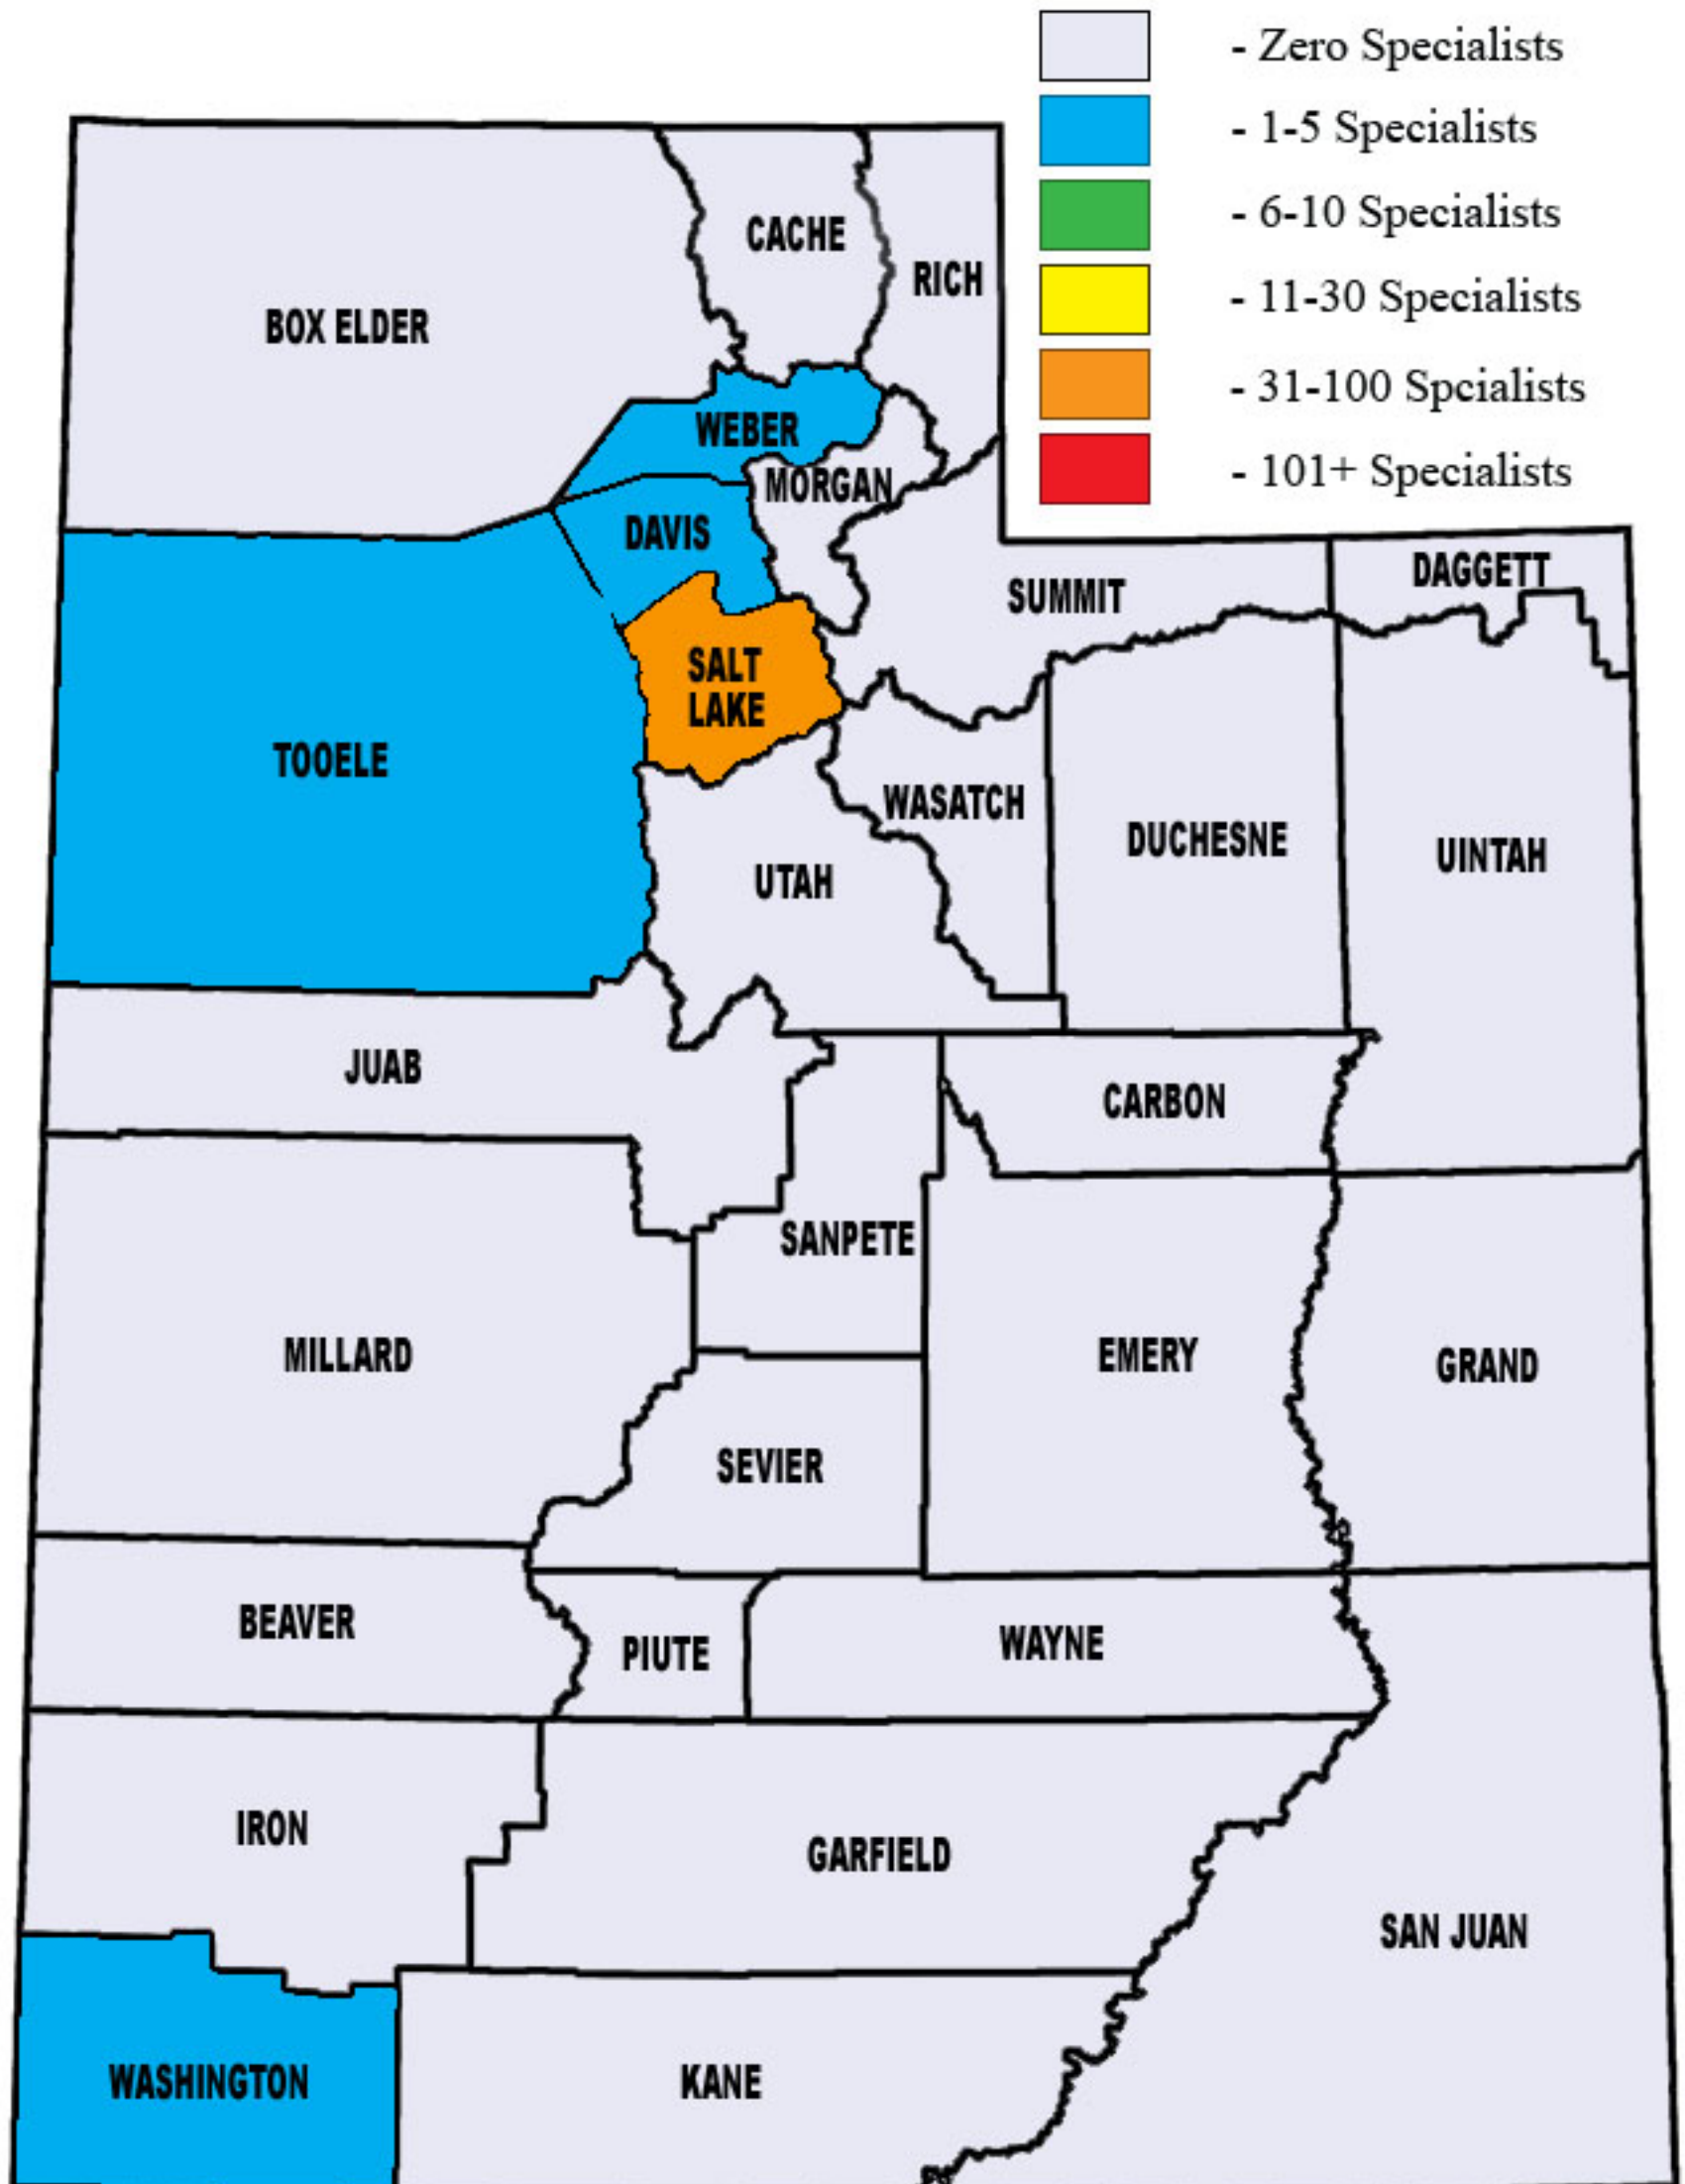 - Zero Specialists
- 1-5 Specialists
- 6-10 Specialists
- 11-30 Specialists
- 31-100 Spcialists
- 101+ Specialists
CACHE
RICH
BOX ELDER
WEBER
MORGAN
DAVIS
DAGGETT
SUMMIT
SALT
LAKE
TOOELE
WASATCH
DUCHESNE
UINTAH
UTAH
JUAB
CARBON
SANPETE
MILLARD
EMERY
GRAND
SEVIER
BEAVER
PIUTE
WAYNE
IRON
GARFIELD
SAN JUAN
WASHINGTON
KANE